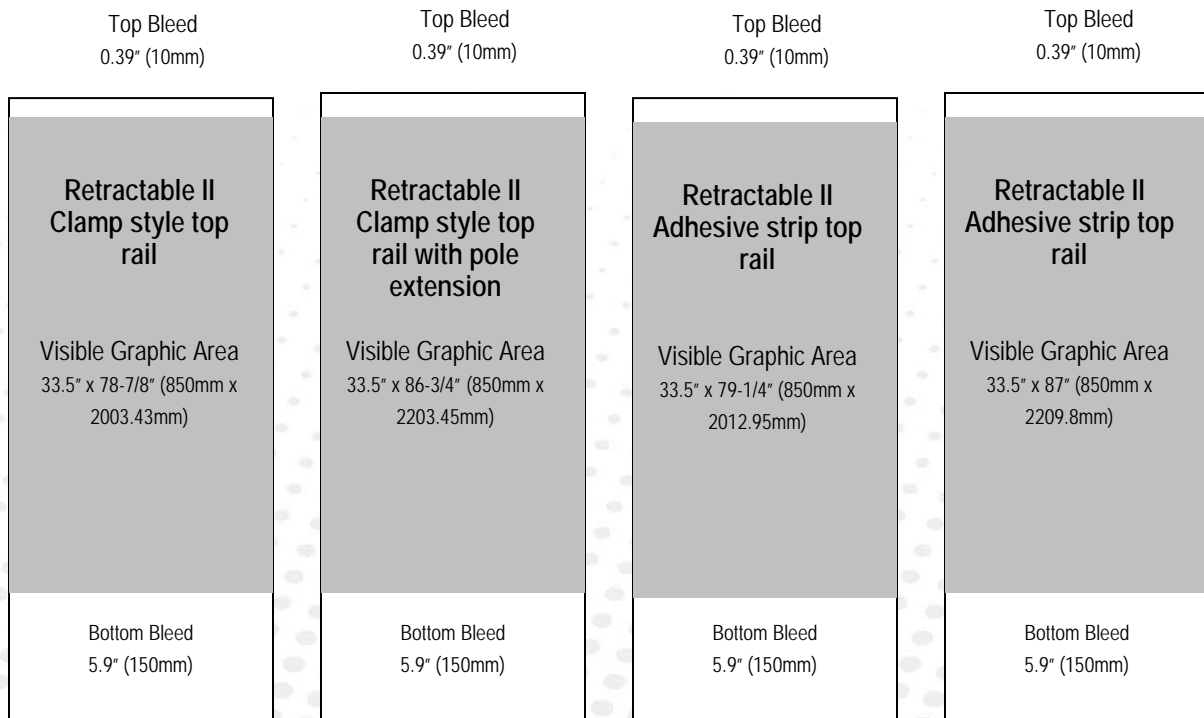 Top Bleed
0.39" (10mm)
Retractable II
Clamp style top
rail
Visible Graphic Area
33.5" x 78-7/8" (850mm x
2003.43mm)
Bottom Bleed
5.9" (150mm)
Top Bleed
0.39" (10mm)
Retractable II
Clamp style top
rail with pole
extension
Visible Graphic Area
33.5" x 86-3/4" (850mm x
2203.45mm)
Bottom Bleed
5.9" (150mm)
Top Bleed
0.39" (10mm)
Retractable II
Adhesive strip top
rail
Visible Graphic Area
33.5" x 79-1/4" (850mm x
2012.95mm)
Bottom Bleed
5.9" (150mm)
Top Bleed
0.39" (10mm)
Retractable II
Adhesive strip top
rail
Visible Graphic Area
33.5" x 87" (850mm x
2209.8mm)
Bottom Bleed
5.9" (150mm)